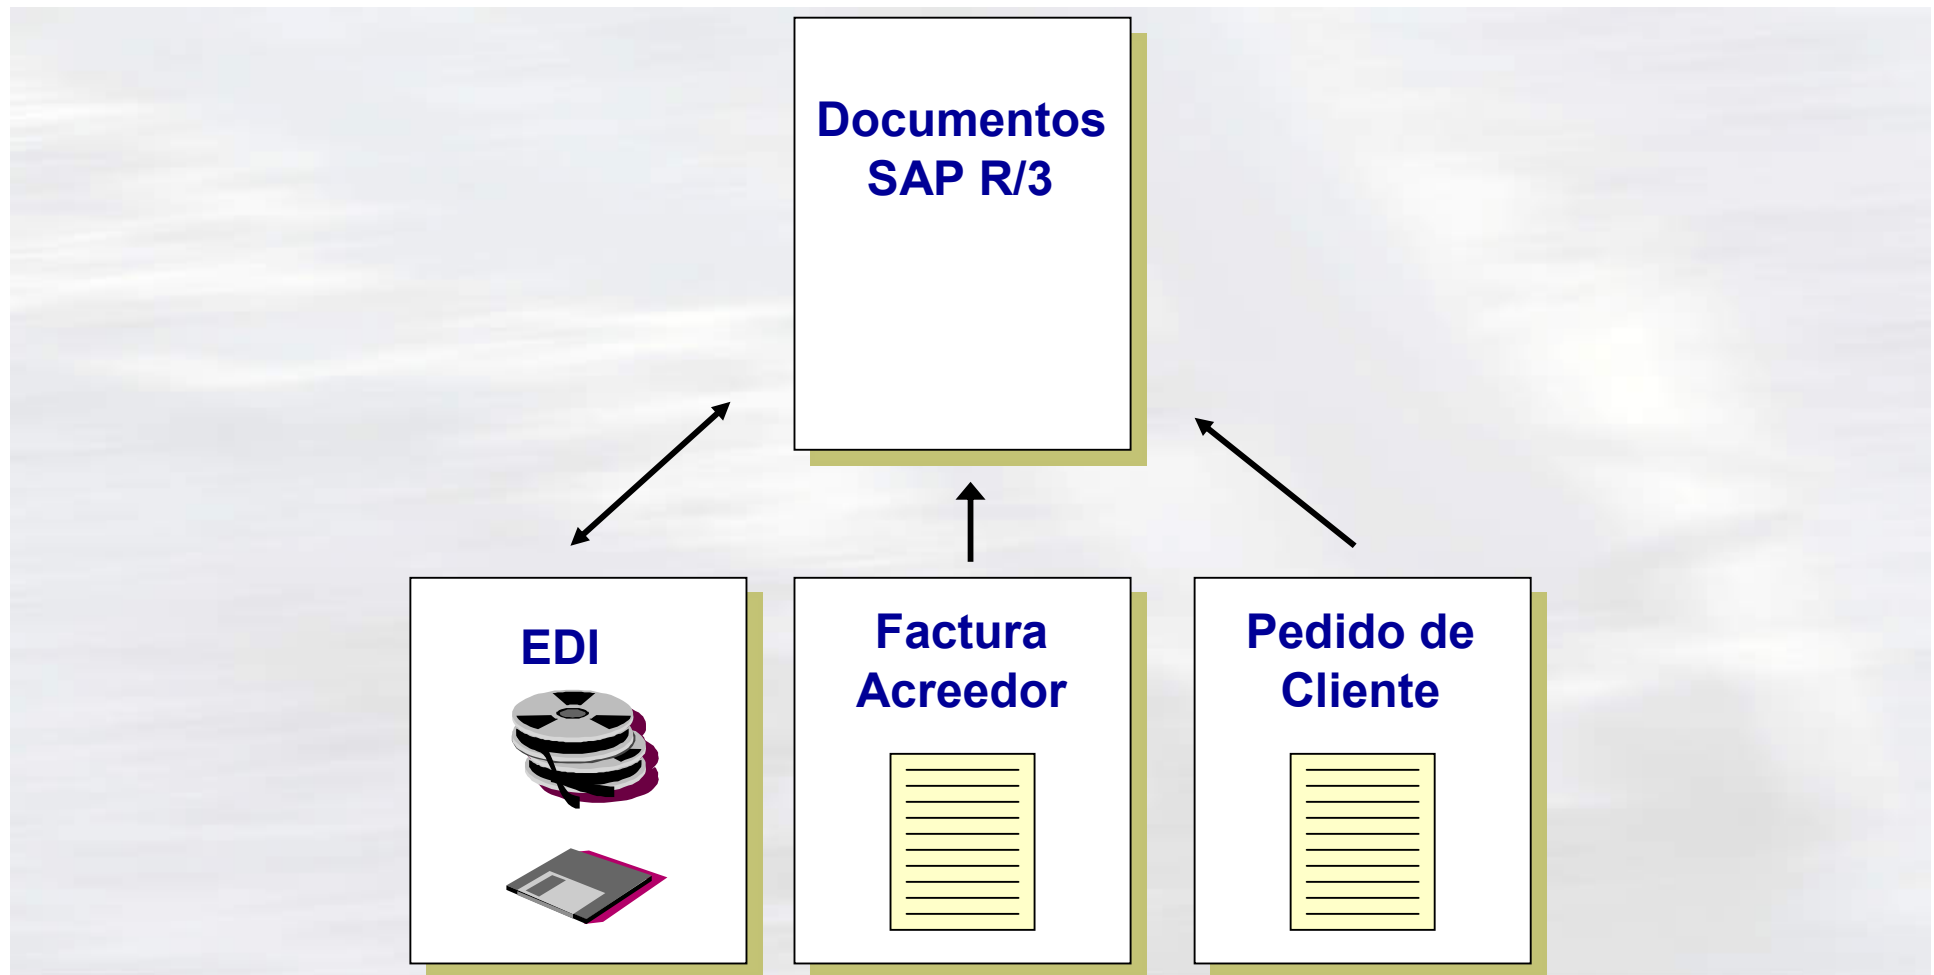 Documentos
SAP R/3
EDI
Factura
Acreedor
Pedido de
Cliente